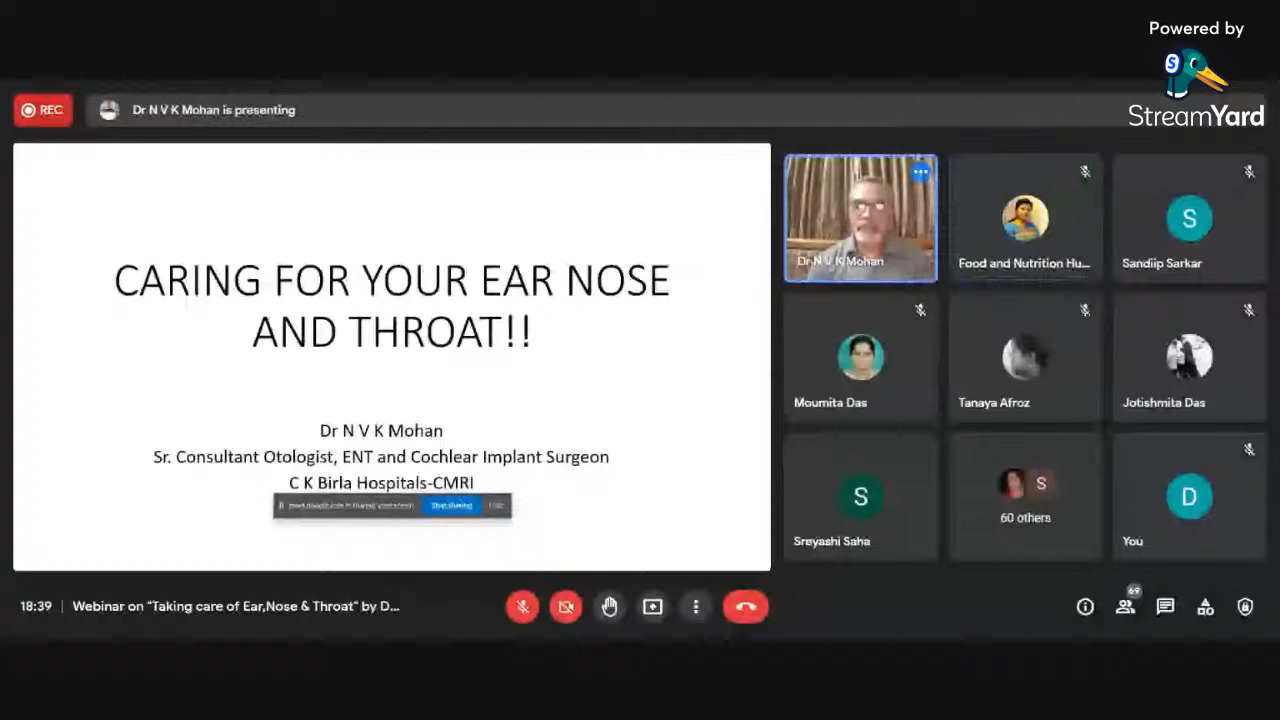 Powered by
StreamYard
REC
Dr N V K Mohan is presenting
CARING FOR YOUR EAR NOSE
AND THROAT!!
Dr N V K Mohan
Sr. Consultant Otologist, ENT and Cochlear Implant Surgeon
C K Birla Hospitals-CMRI
Stop sharing
Dr N V K Mohan
Food and Nutrition Hu...
S
Sandiip Sarkar
Moumita Das
Tanaya Afroz
Jotishmita Das
S
Sreyashi Saha
S
60 others
D
You
18:39
Webinar on "Taking care of Ear,Nose & Throat" by D...
69